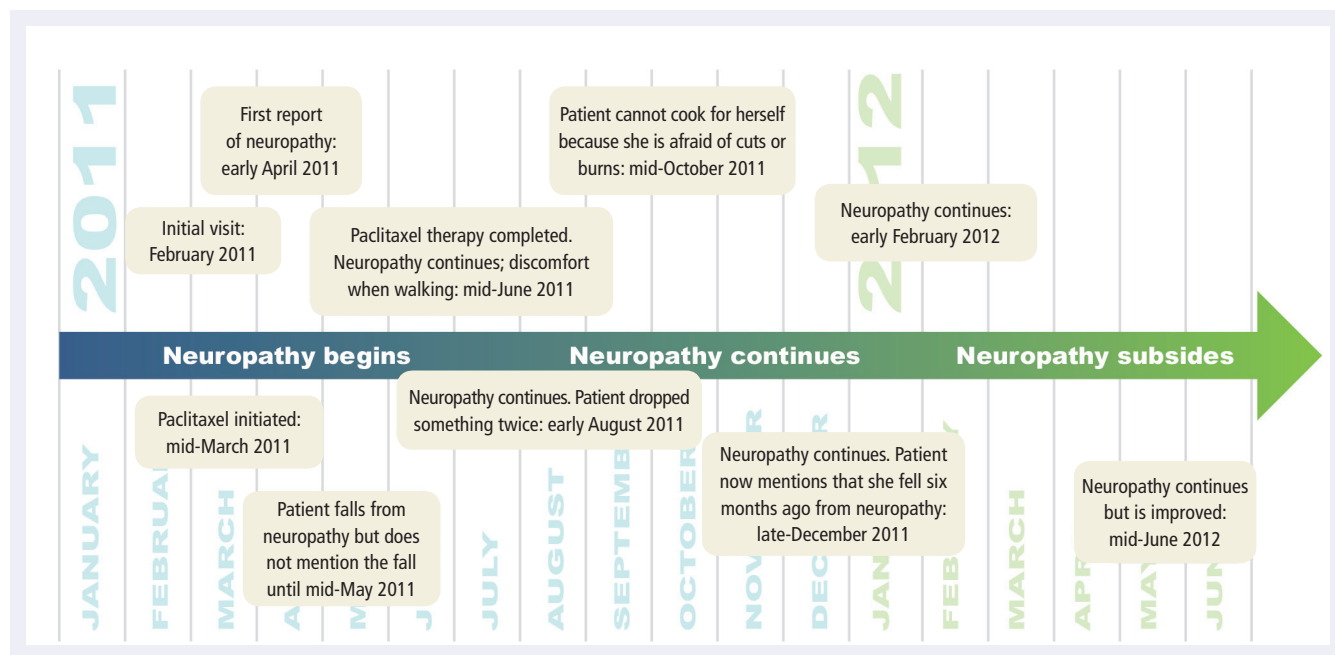 2011
2012
First report
of neuropathy:
early April 2011
Patient cannot cook for herself
because she is afraid of cuts or
burns: mid-October 2011
Initial visit:
February 2011
Paclitaxel therapy completed.
Neuropathy continues; discomfort
when walking: mid-June 2011
Neuropathy continues:
early February 2012
Neuropathy begins
Neuropathy continues
Neuropathy subsides
Neuropathy continues. Patient dropped
something twice: early August 2011
Paclitaxel initiated:
mid-March 2011
Neuropathy continues. Patient
now mentions that she fell six
months ago from neuropathy:
late-December 2011
Neuropathy continues
but is improved:
mid-June 2012
Patient falls from
neuropathy but does
not mention the fall
until mid-May 2011
JANUARY
MARCH
JULY
AUGUST
OCTOBER
MARCH